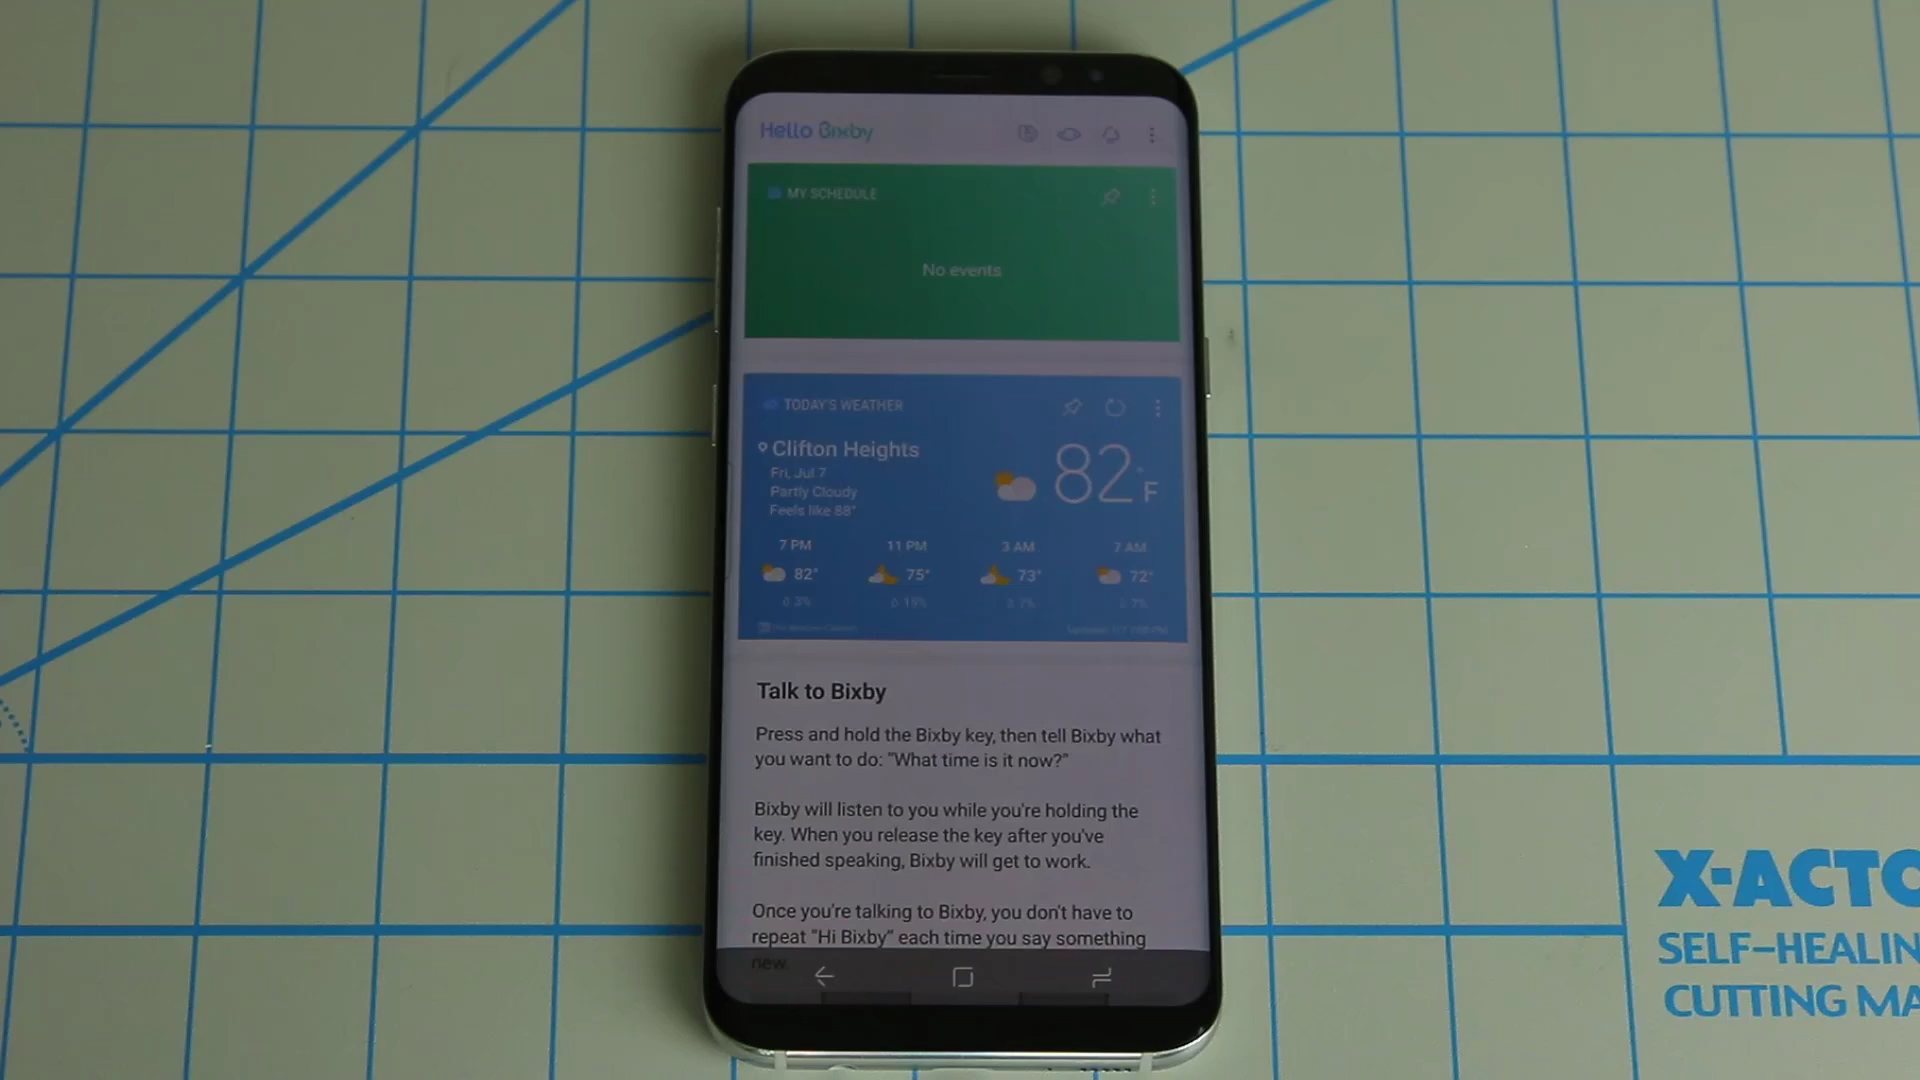 Hello Bixby
MY SCHEDULE
No events
TODAY'S WEATHER
Clifton Heights
Fri, Jul 7
Partly Cloudy
Feels like 88°
82°F
7 PM 11 PM 3 AM 7 AM
82° 75° 73° 72°
3% 19% 7%
Talk to Bixby
Press and hold the Bixby key, then tell Bixby what
you want to do: "What time is it now?"
Bixby will listen to you while you're holding the
key. When you release the key after you've
finished speaking, Bixby will get to work.
Once you're talking to Bixby, you don't have to
repeat "Hi Bixby" each time you say something
new.
X-ACTO
SELF-HEALIN
CUTTING MA